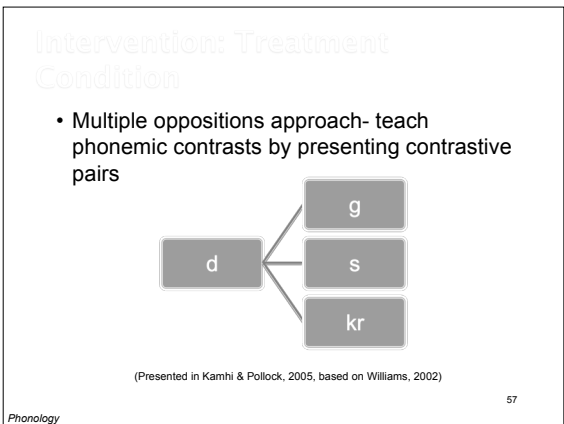 Intervention: Treatment
Condition
• Multiple oppositions approach- teach
phonemic contrasts by presenting contrastive
pairs
g
d
s
kr
(Presented in Kamhi & Pollock, 2005, based on Williams, 2002)
57
Phonology